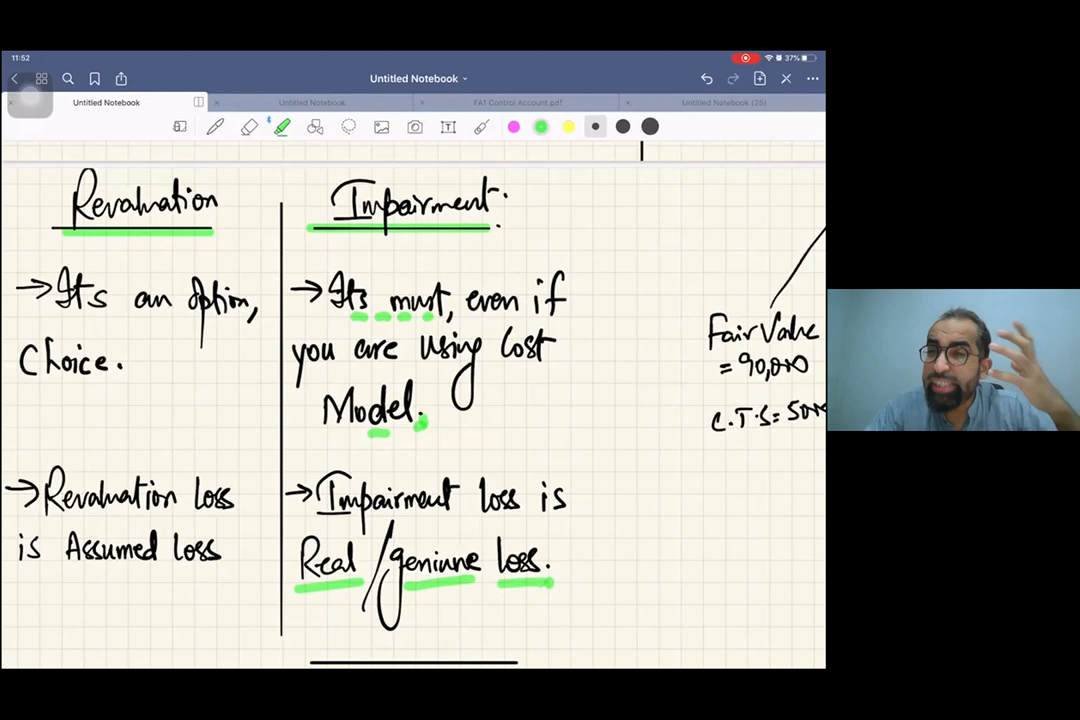 11:52
37%
Untitled Notebook
Untitled Notebook
Untitled Notebook
FA1 Control Account.pdf
Untitled Notebook (25)
Revaluation
→ Its an option,
Choice.
→ Revaluation loss
is Assumed loss
Impairment.
→ Its must, even if
you are using Cost
Model.
→ Impairment loss is
Real / geniune loss.
Fair Value
= 90,000
C.T.S =